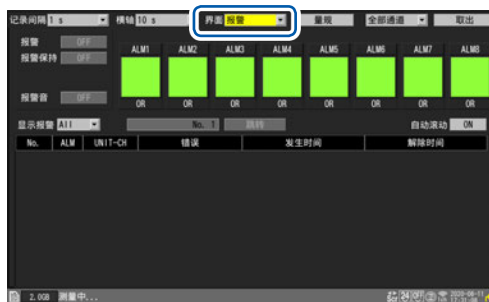 记录间隔 1 s 横轴 10 s 界面 报警 量规 全部通道 取出
报警 OFF
报警保持 OFF
ALM1 ALM2 ALM3 ALM4 ALM5 ALM6 ALM7 ALM8
报警音 OFF
OR OR OR OR OR OR OR OR
显示报警 All No. 1 跳转 自动滚动 ON
No. ALM UNIT-CH 错误 发生时间 解除时间
2.0GB 测量中...